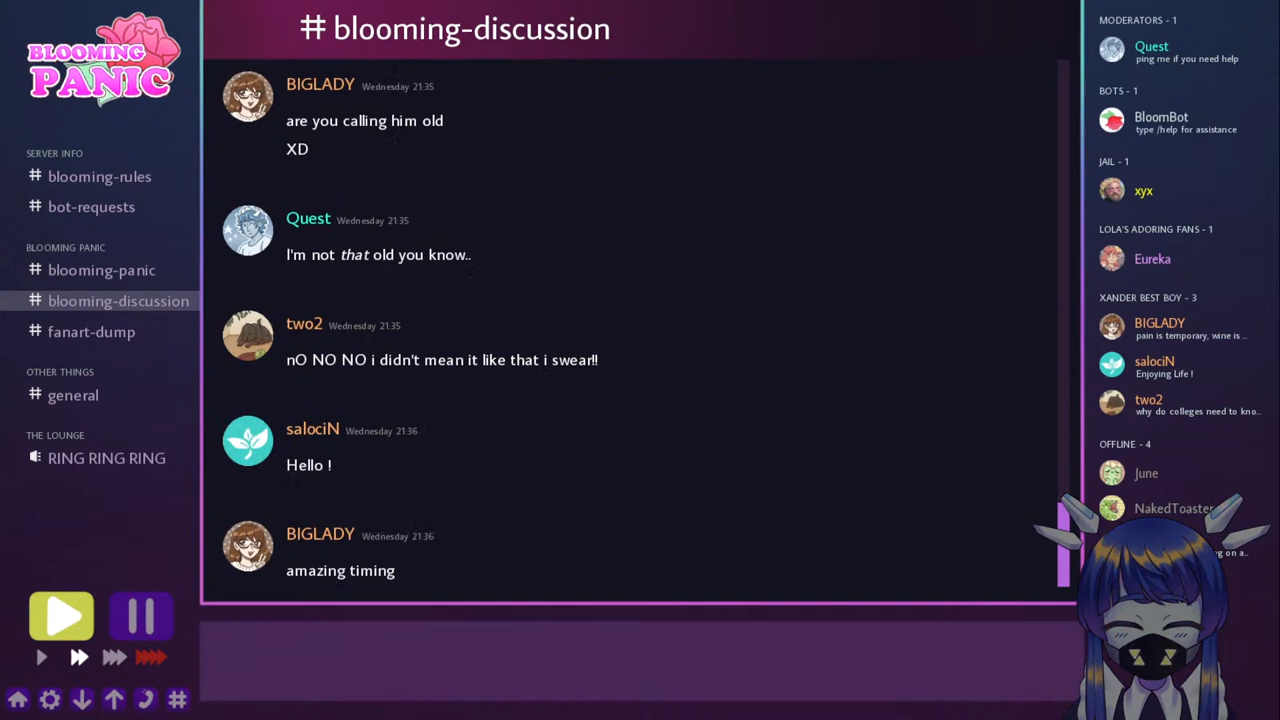 BLOOMING
PANIC
SERVER INFO
# blooming-rules
# bot-requests
BLOOMING PANIC
# blooming-panic
# blooming-discussion
# fanart-dump
OTHER THINGS
# general
THE LOUNGE
RING RING RING
# blooming-discussion
BIGLADY Wednesday 21:35
are you calling him old
XD
Quest Wednesday 21:35
I'm not that old you know..
two2 Wednesday 21:35
nO NO NO i didn't mean it like that i swear!!
salociN Wednesday 21:36
Hello !
BIGLADY Wednesday 21:36
amazing timing
MODERATORS - 1
Quest
ping me if you need help
BOTS - 1
BloomBot
type /help for assistance
JAIL - 1
xyx
LOLA'S ADORING FANS - 1
Eureka
XANDER BEST BOY - 3
BIGLADY
pain is temporary, wine is ..
salociN
Enjoying Life !
two2
why do colleges need to kno..
OFFLINE - 4
June
NakedToaster